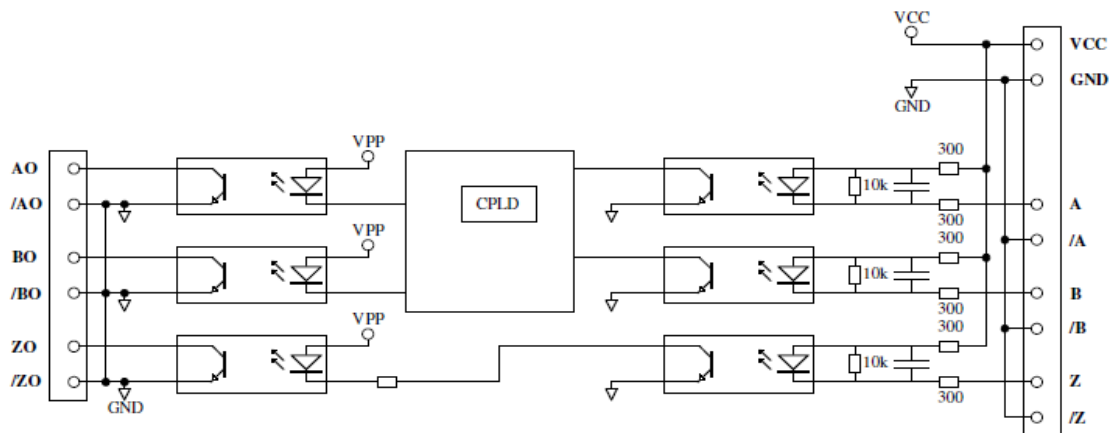 VCC
VCC
GND
GND
AO
/AO
BO
/BO
ZO
/ZO
GND
VPP
VPP
VPP
CPLD
300
10k
300
300
10k
300
300
10k
300
A
/A
B
/B
Z
/Z